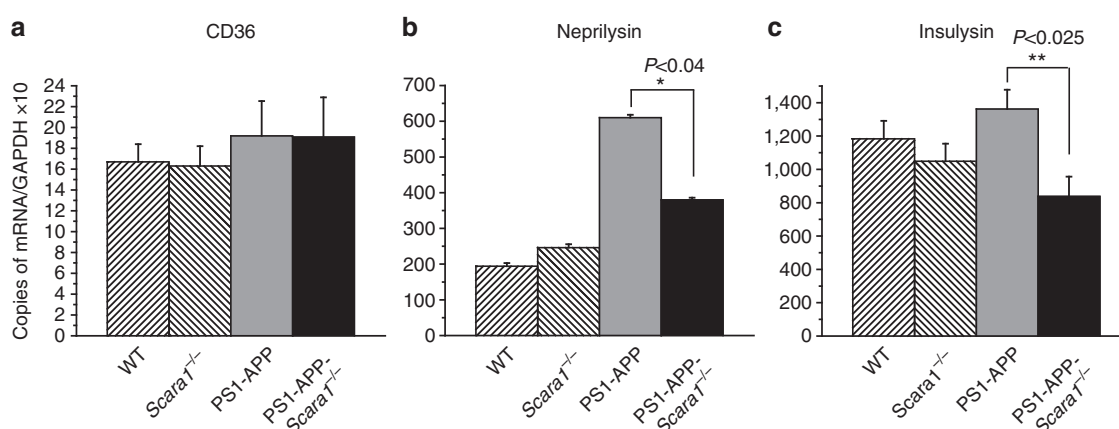 a
CD36
Copies of mRNA/GAPDH ×10
24
22
20
18
16
14
12
10
8
6
4
2
0
WT
Scara1–/–
PS1-APP
PS1-APP-
Scara1–/–
b
Neprilysin
P<0.04
*
700
600
500
400
300
200
100
0
WT
Scara1–/–
PS1-APP
PS1-APP-
Scara1–/–
c
Insulysin
P<0.025
**
1,400
1,200
1,000
800
600
400
200
0
WT
Scara1–/–
PS1-APP
PS1-APP-
Scara1–/–